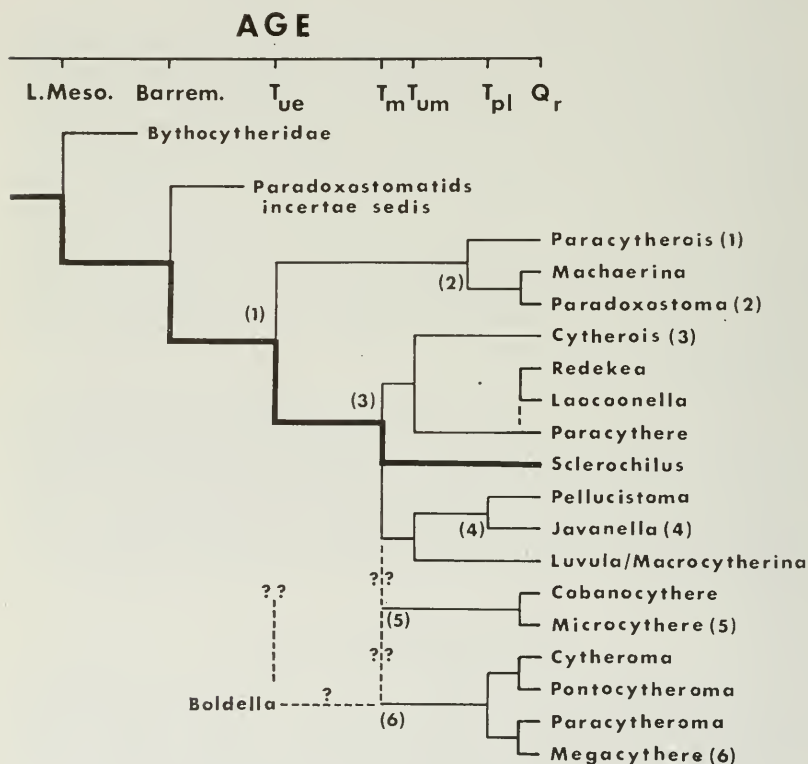 AGE
L.Meso. Barrem. Tue Tm Tum Tpl Qr
Bythocytheridae
Paradoxostomatids
incertae sedis
Paracytherois (1)
(2)
Machaerina
(1)
Paradoxostoma (2)
Cytherois (3)
Redekea
(3)
Laocoonella
Paracythere
Sclerochilus
Pellucistoma
(4)
Javanella (4)
Luvula/Macrocytherina
??
??
Cobanocythere
(5)
Microcythere (5)
??
Cytheroma
?
Pontocytheroma
Boldella
(6)
Paracytheroma
Megacythere (6)